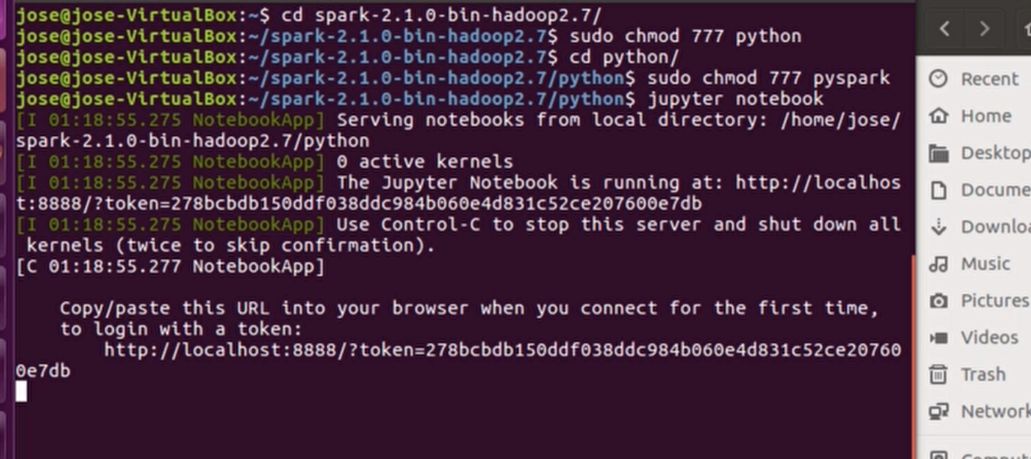 jose@jose-VirtualBox:~$ cd spark-2.1.0-bin-hadoop2.7/
jose@jose-VirtualBox:~/spark-2.1.0-bin-hadoop2.7$ sudo chmod 777 python
jose@jose-VirtualBox:~/spark-2.1.0-bin-hadoop2.7$ cd python/
jose@jose-VirtualBox:~/spark-2.1.0-bin-hadoop2.7/python$ sudo chmod 777 pyspark
jose@jose-VirtualBox:~/spark-2.1.0-bin-hadoop2.7/python$ jupyter notebook
[I 01:18:55.275 NotebookApp] Serving notebooks from local directory: /home/jose/
spark-2.1.0-bin-hadoop2.7/python
[I 01:18:55.275 NotebookApp] 0 active kernels
[I 01:18:55.275 NotebookApp] The Jupyter Notebook is running at: http://localhos
t:8888/?token=278bcbdb150ddf038ddc984b060e4d831c52ce207600e7db
[I 01:18:55.275 NotebookApp] Use Control-C to stop this server and shut down all
 kernels (twice to skip confirmation).
[C 01:18:55.277 NotebookApp]
    Copy/paste this URL into your browser when you connect for the first time,
    to login with a token:
        http://localhost:8888/?token=278bcbdb150ddf038ddc984b060e4d831c52ce20760
0e7db
Recent
Home
Desktop
Docume
Downloa
Music
Pictures
Videos
Trash
Network